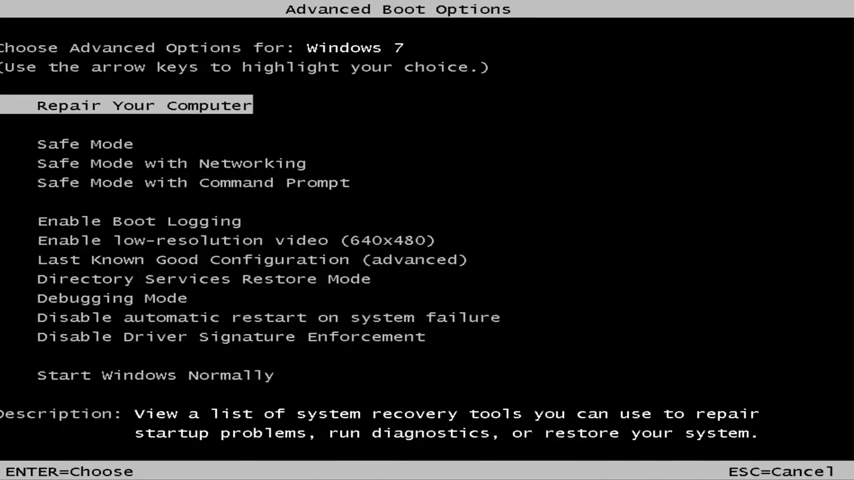 Advanced Boot Options
Choose Advanced Options for: Windows 7
(Use the arrow keys to highlight your choice.)
Repair Your Computer
Safe Mode
Safe Mode with Networking
Safe Mode with Command Prompt
Enable Boot Logging
Enable low-resolution video (640x480)
Last Known Good Configuration (advanced)
Directory Services Restore Mode
Debugging Mode
Disable automatic restart on system failure
Disable Driver Signature Enforcement
Start Windows Normally
Description: View a list of system recovery tools you can use to repair
startup problems, run diagnostics, or restore your system.
ENTER=Choose ESC=Cancel